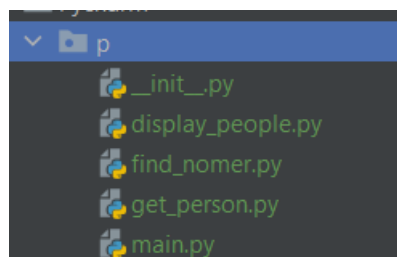 p
__init__.py
display_people.py
find_nomer.py
get_person.py
main.py